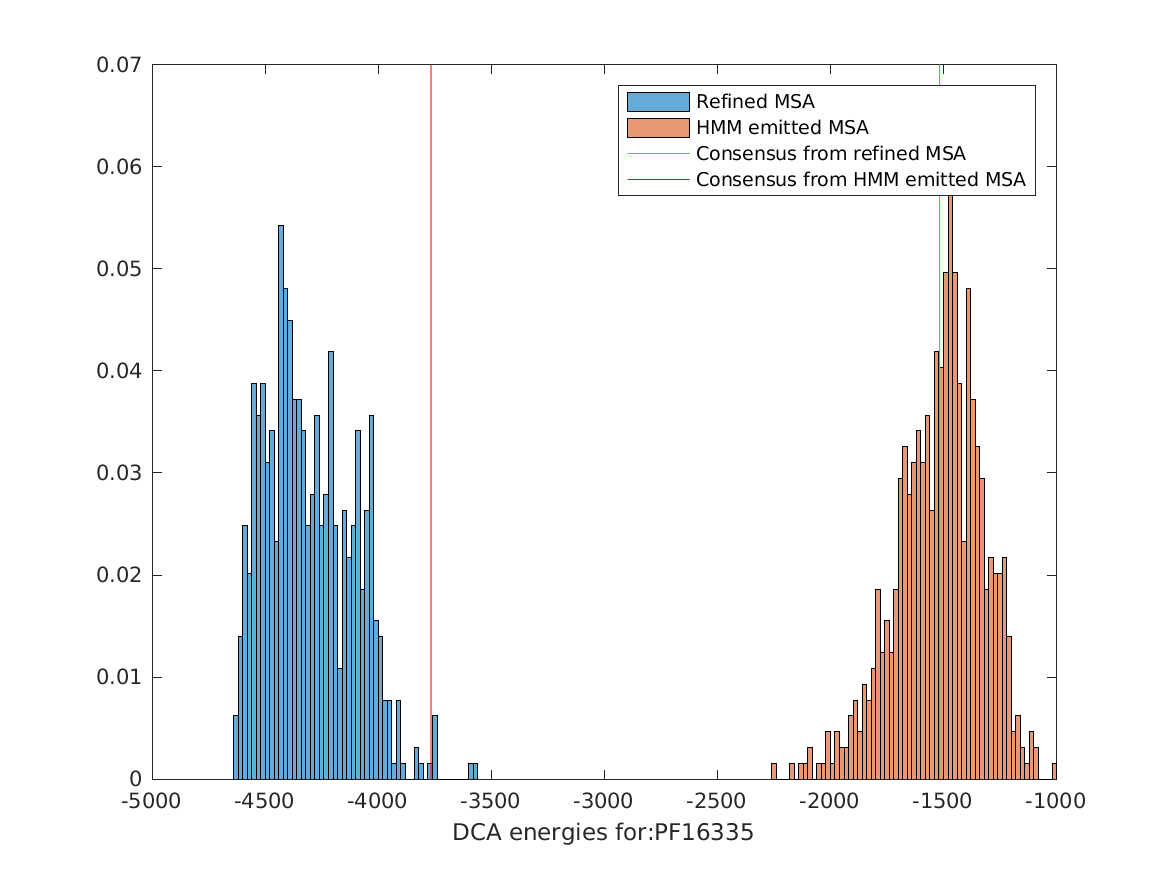 0.07
0.06
0.05
0.04
0.03
0.02
0.01
0
Refined MSA
HMM emitted MSA
Consensus from refined MSA
Consensus from HMM emitted MSA
-5000 -4500 -4000 -3500 -3000 -2500 -2000 -1500 -1000
DCA energies for:PF16335